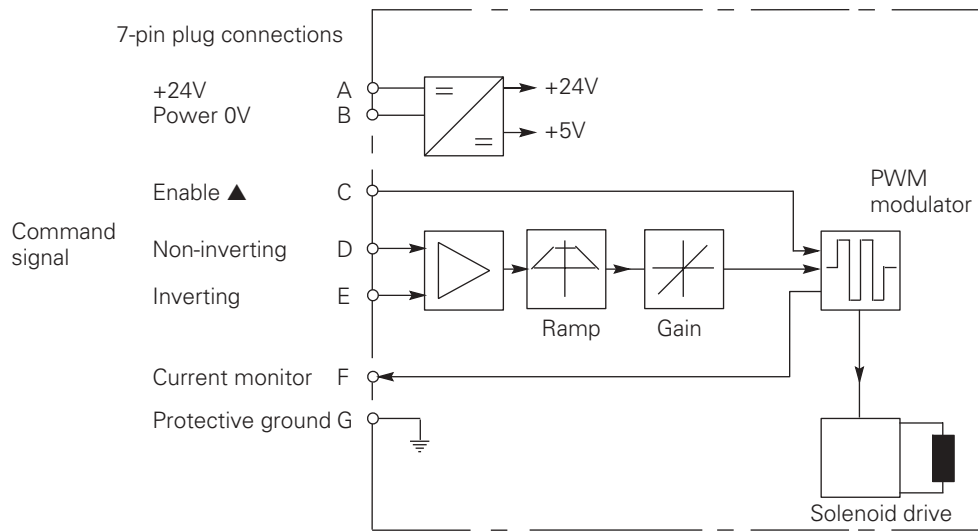 7-pin plug connections
+24V A
Power 0V B
+24V
+5V
Enable ▲ C
PWM
modulator
Command
signal
Non-inverting D
Inverting E
Ramp
Gain
Current monitor F
Protective ground G
Solenoid drive